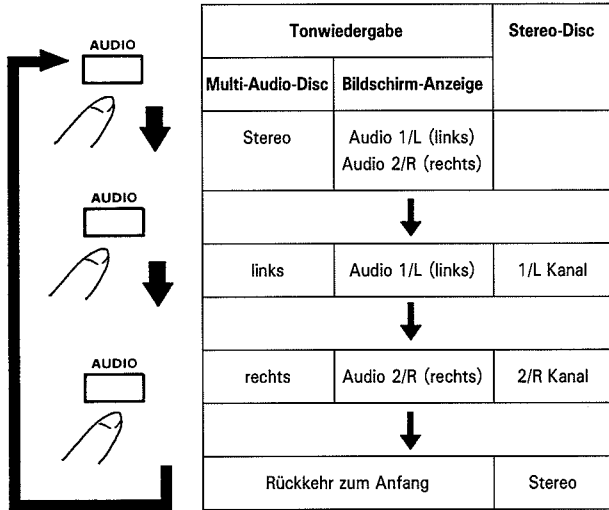 AUDIO
AUDIO
AUDIO
Tonwiedergabe
Stereo-Disc
Multi-Audio-Disc
Bildschirm-Anzeige
Stereo
Audio 1/L (links)
Audio 2/R (rechts)
links
Audio 1/L (links)
1/L Kanal
rechts
Audio 2/R (rechts)
2/R Kanal
Rückkehr zum Anfang
Stereo